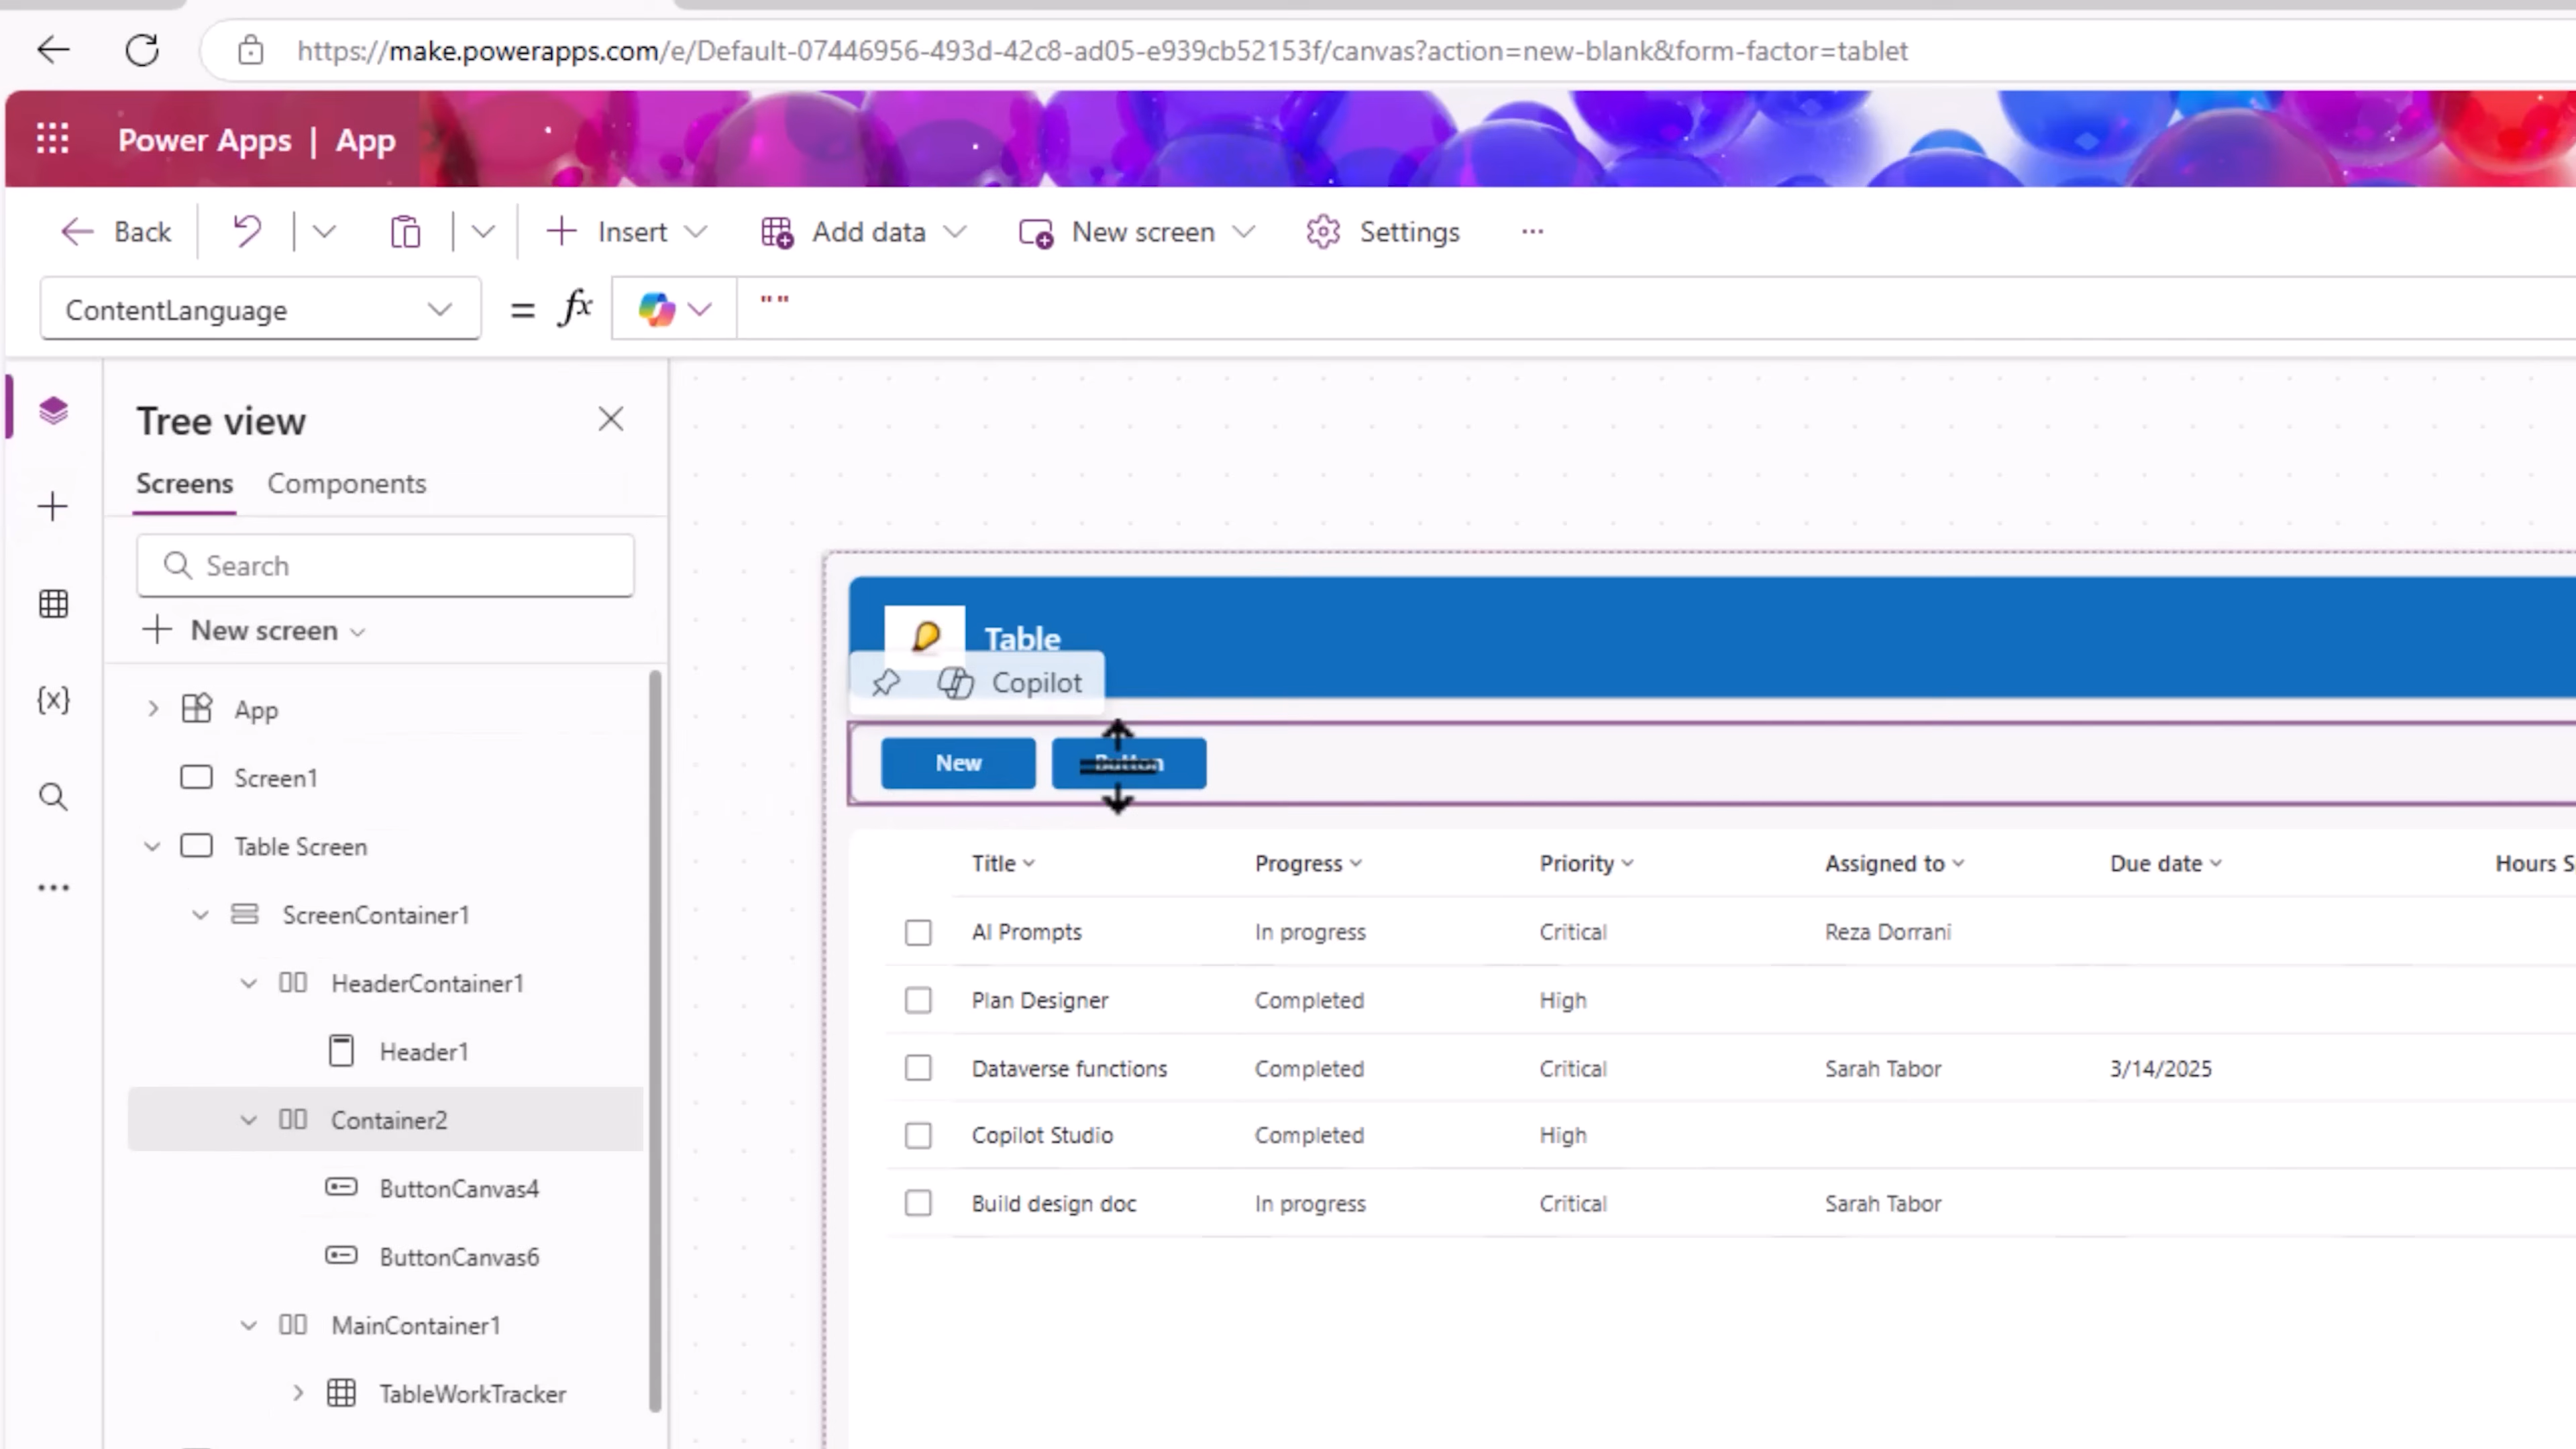 https://make.powerapps.com/e/Default-07446956-493d-42c8-ad05-e939cb52153f/canvas?action=new-blank&form-factor=tablet
Power Apps | App
Back Insert Add data New screen Settings ...
ContentLanguage = fx ""
Tree view
Screens Components
Search
New screen
App
Screen1
Table Screen
ScreenContainer1
HeaderContainer1
Header1
Container2
ButtonCanvas4
ButtonCanvas6
MainContainer1
TableWorkTracker
Table
Copilot
New Button
Title Progress Priority Assigned to Due date Hours S
AI Prompts In progress Critical Reza Dorrani
Plan Designer Completed High
Dataverse functions Completed Critical Sarah Tabor 3/14/2025
Copilot Studio Completed High
Build design doc In progress Critical Sarah Tabor